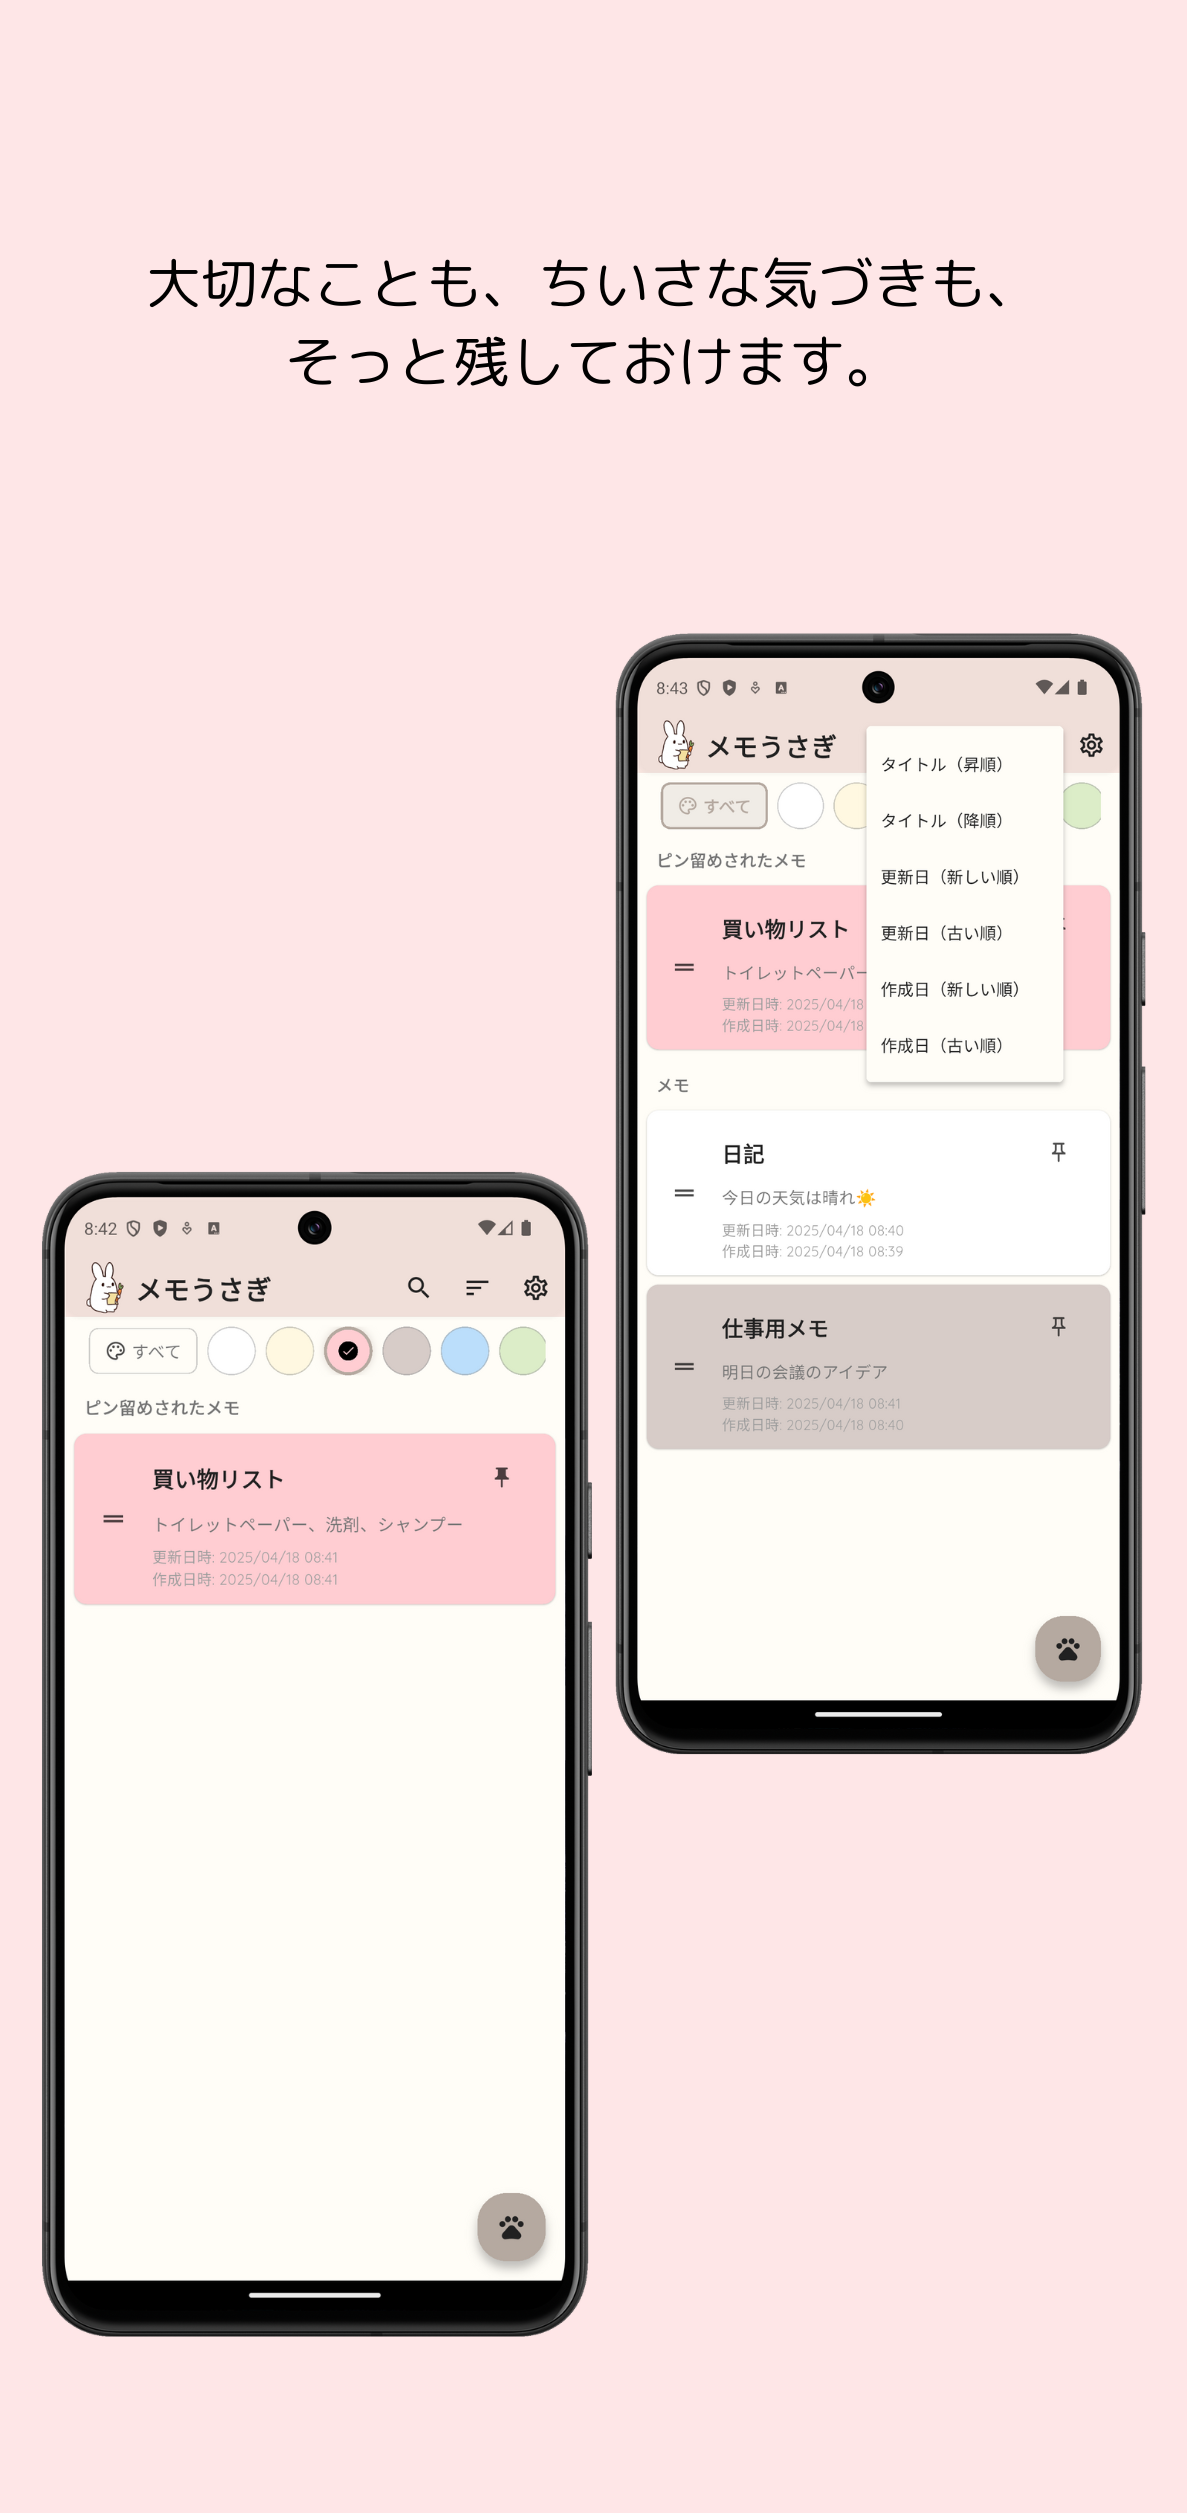 大切なことも、ちいさな気づきも、
そっと残しておけます。
8:43
メモうさぎ
すべて
ピン留めされたメモ
買い物リスト
トイレットペーパー
更新日時: 2025/04/18
作成日時: 2025/04/18
タイトル（昇順）
タイトル（降順）
更新日（新しい順）
更新日（古い順）
作成日（新しい順）
作成日（古い順）
メモ
日記
今日の天気は晴れ☀️
更新日時: 2025/04/18 08:40
作成日時: 2025/04/18 08:39
仕事用メモ
明日の会議のアイデア
更新日時: 2025/04/18 08:41
作成日時: 2025/04/18 08:40
8:42
メモうさぎ
すべて
ピン留めされたメモ
買い物リスト
トイレットペーパー、洗剤、シャンプー
更新日時: 2025/04/18 08:41
作成日時: 2025/04/18 08:41